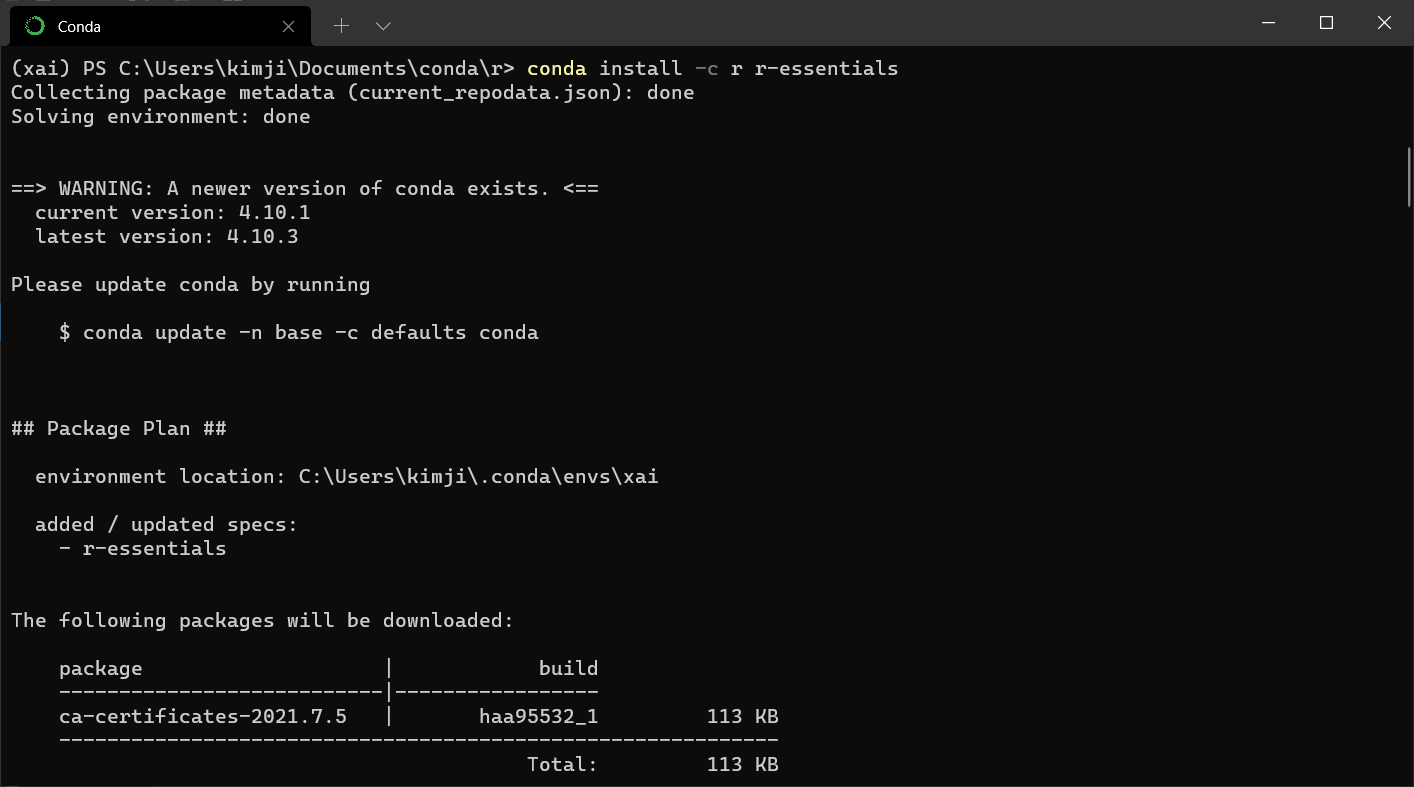 Conda
(xai) PS C:\Users\kimji\Documents\conda\r> conda install -c r r-essentials
Collecting package metadata (current_repodata.json): done
Solving environment: done
==> WARNING: A newer version of conda exists. <==
  current version: 4.10.1
  latest version: 4.10.3
Please update conda by running
    $ conda update -n base -c defaults conda
## Package Plan ##
  environment location: C:\Users\kimji\.conda\envs\xai
  added / updated specs:
    - r-essentials
The following packages will be downloaded:
    package                    |            build
    ---------------------------|-----------------
    ca-certificates-2021.7.5   |       haa95532_1         113 KB
    ------------------------------------------------------------
                                           Total:         113 KB